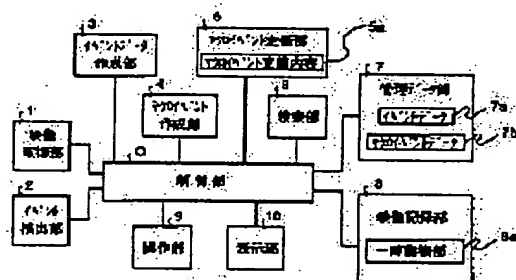 3
イベントデータ
作成部
6
マクロイベント定義部
マクロイベント定義内容
6a
4
マクロイベント
作成部
8
検索部
7
管理データ部
イベントデータ
7a
マクロイベントデータ
7b
1
映像
取得部
制御部
2
イベント
検出部
9
操作部
10
表示部
映像記録部
一時蓄積部